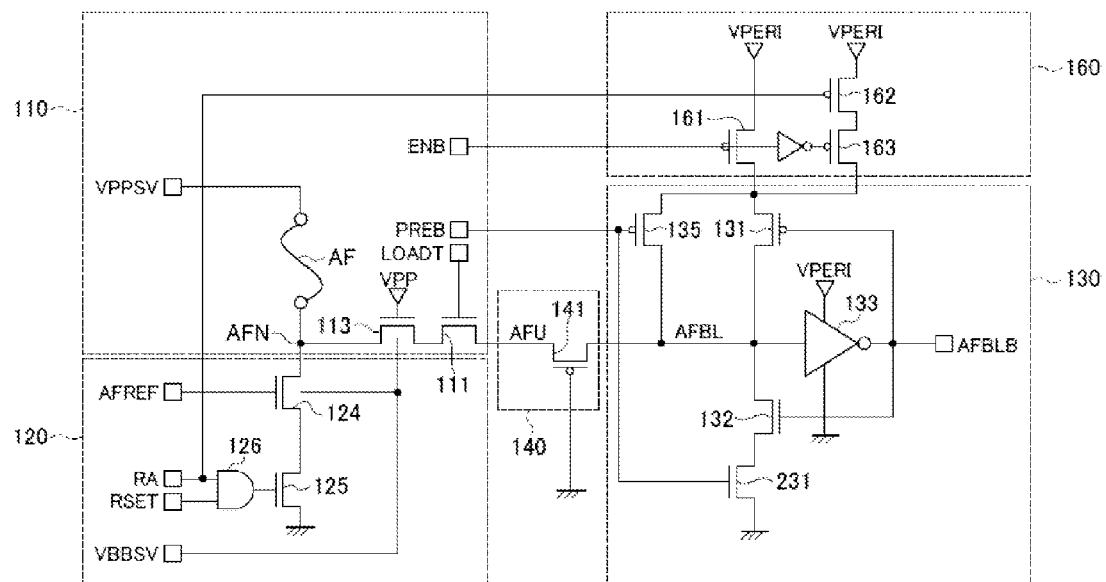 VPERI
VPERI
160
110
162
161
ENB
163
VPPSV
PREB
135
131
LOADT
AF
VPP
VPERI
133
130
141
AFN
113
AFU
AFBL
AFBLB
111
AFREF
124
132
140
120
126
RA
125
231
RSET
VBBSV